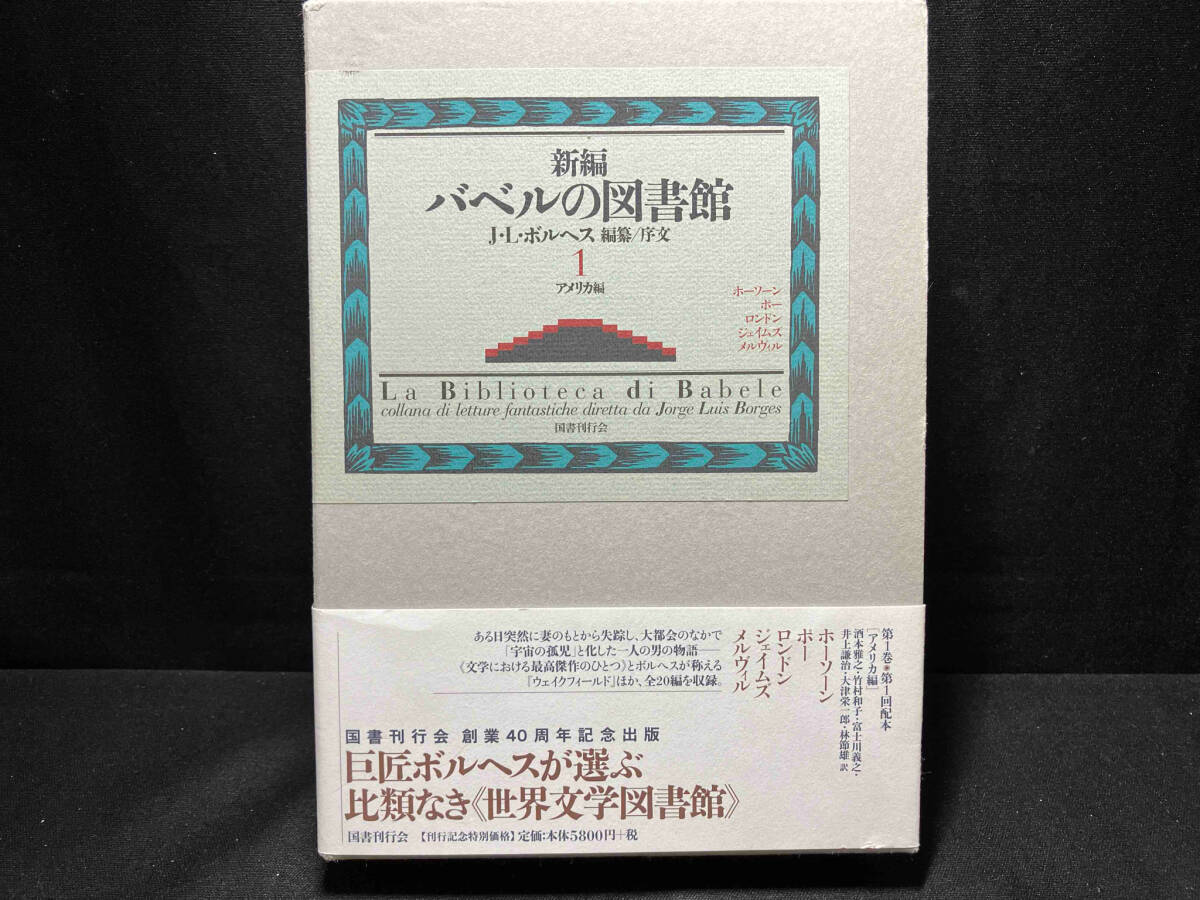 新編
バベルの図書館
J・L・ボルヘス 編纂/序文
1
アメリカ編
ホーソーン
ポー
ロンドン
ジェイムズ
メルヴィル
La Biblioteca di Babele
collana di letture fantastiche diretta da Jorge Luis Borges
国書刊行会
第1巻●第1回配本
[アメリカ編]
酒本雅之・竹村和子・富士川義之・
井上謙治・大津栄一郎・林節雄 訳
ホーソーン
ポー
ロンドン
ジェイムズ
メルヴィル
ある日突然に妻のもとから失踪し、大都会のなかで
「宇宙の孤児」と化した一人の男の物語——
《文学における最高傑作のひとつ》とボルヘスが称える
『ウェイクフィールド』ほか、全20編を収録。
国書刊行会 創業40周年記念出版
巨匠ボルヘスが選ぶ
比類なき《世界文学図書館》
国書刊行会 【刊行記念特別価格】定価:本体5800円+税